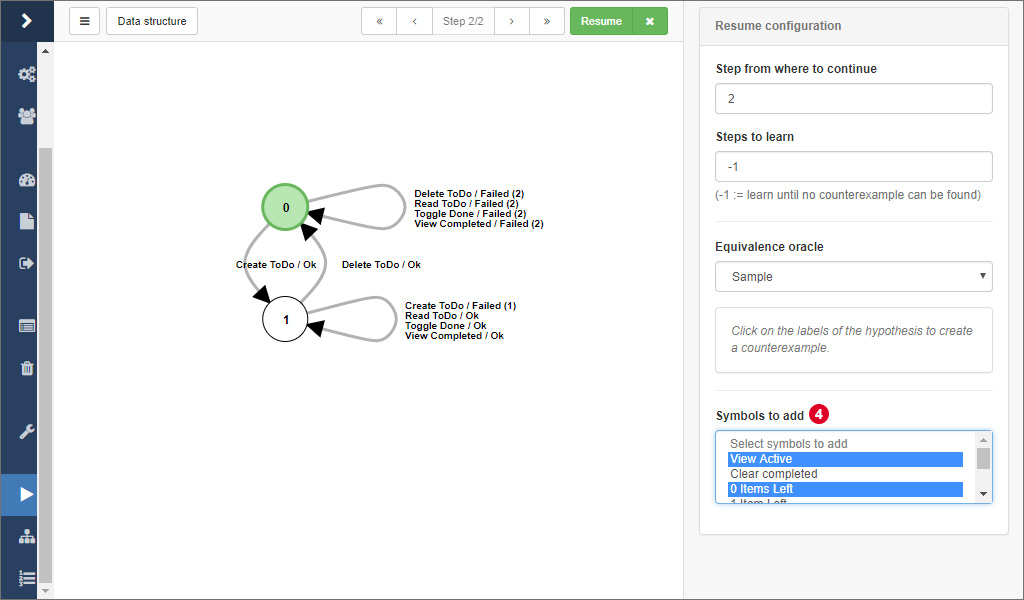 Data structure
«
‹
Step 2/2
›
»
Resume
Resume configuration
Step from where to continue
2
Steps to learn
-1
(-1 := learn until no counterexample can be found)
Equivalence oracle
Sample
Click on the labels of the hypothesis to create
a counterexample.
Symbols to add 4
Select symbols to add
View Active
Clear completed
0 Items Left
1 Item Left
0
Delete ToDo / Failed (2)
Read ToDo / Failed (2)
Toggle Done / Failed (2)
View Completed / Failed (2)
Create ToDo / Ok
Delete ToDo / Ok
1
Create ToDo / Failed (1)
Read ToDo / Ok
Toggle Done / Ok
View Completed / Ok